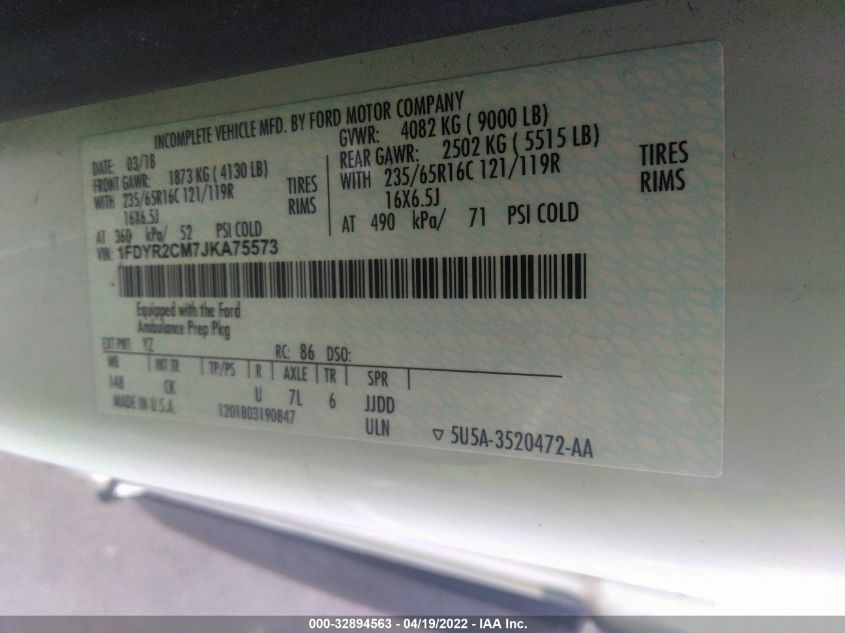 INCOMPLETE VEHICLE MFD. BY FORD MOTOR COMPANY
DATE: 03/18
GVWR: 4082 KG ( 9000 LB)
FRONT GAWR: 1873 KG ( 4130 LB)
REAR GAWR: 2502 KG ( 5515 LB)
WITH 235/65R16C 121/119R TIRES
WITH 235/65R16C 121/119R TIRES
16X6.5J RIMS
16X6.5J RIMS
AT 360 kPa/ 52 PSI COLD
AT 490 kPa/ 71 PSI COLD
VIN: 1FDYR2CM7JKA75573
Equipped with the Ford
Ambulance Prep Pkg
EXT PNT: YZ RC: 86 DSO:
WB INT TR TP/PS R AXLE TR SPR
148 CK U 7L 6 JJDD
MADE IN U.S.A. 1201803190847 ULN
5U5A-3520472-AA
000-32894563 - 04/19/2022 - IAA Inc.